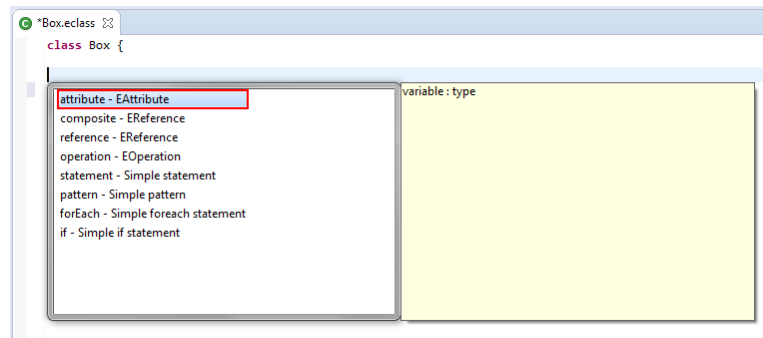 *Box.eclass
class Box {
attribute - EAttribute
variable : type
composite - EReference
reference - EReference
operation - EOperation
statement - Simple statement
pattern - Simple pattern
forEach - Simple foreach statement
if - Simple if statement